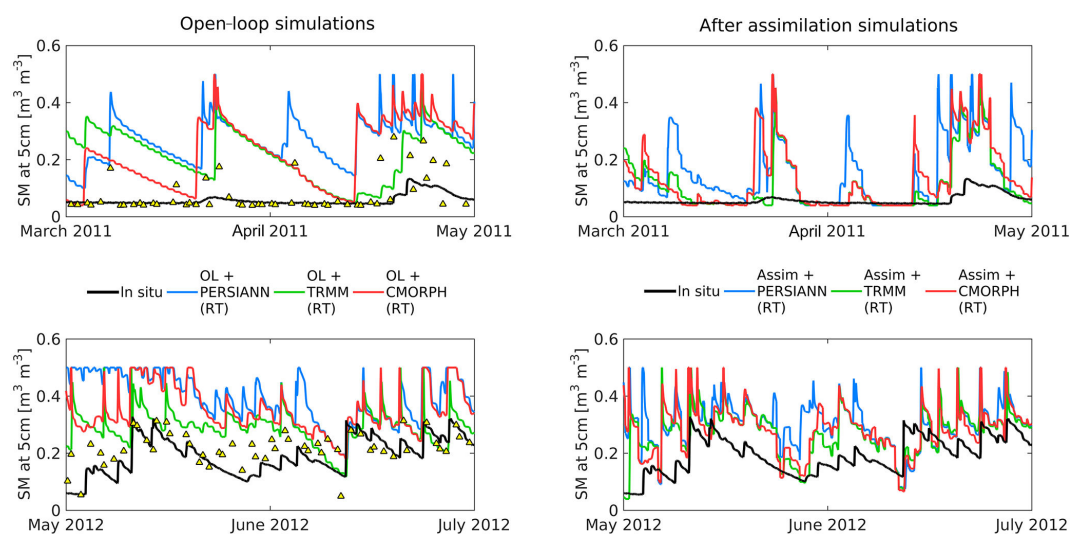 Open-loop simulations
After assimilation simulations
SM at 5cm [m³ m⁻³]
0.6
0.4
0.2
0
March 2011
April 2011
May 2011
SM at 5cm [m³ m⁻³]
0.6
0.4
0.2
0
March 2011
April 2011
May 2011
In situ
OL +
PERSIANN
(RT)
OL +
TRMM
(RT)
OL +
CMORPH
(RT)
In situ
Assim +
PERSIANN
(RT)
Assim +
TRMM
(RT)
Assim +
CMORPH
(RT)
SM at 5cm [m³ m⁻³]
0.6
0.4
0.2
0
May 2012
June 2012
July 2012
SM at 5cm [m³ m⁻³]
0.6
0.4
0.2
0
May 2012
June 2012
July 2012